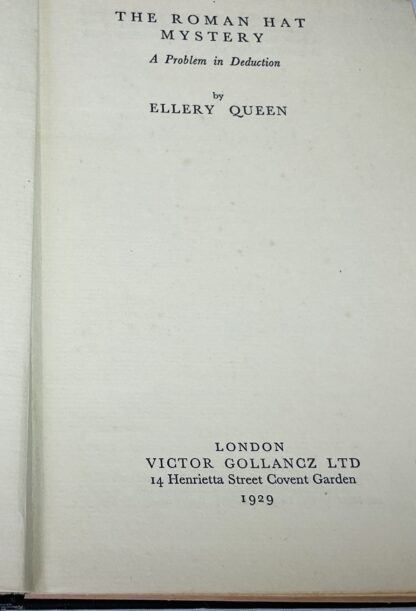 THE ROMAN HAT
MYSTERY
A Problem in Deduction
by
ELLERY QUEEN
LONDON
VICTOR GOLLANCZ LTD
14 Henrietta Street Covent Garden
1929